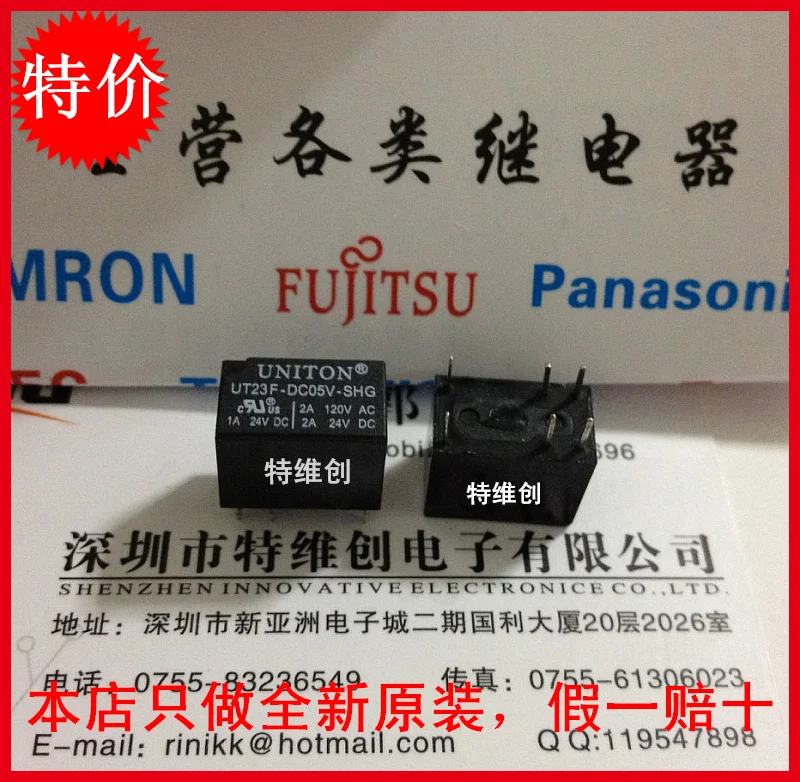 特价
营各类继电器
MRON FUJITSU Panasonic
UNITON®
UT23F-DC05V-SHG
c RU US 2A 120V AC
1A 24V DC 2A 24V DC
特维创
特维创
696
深圳市特维创电子有限公司
SHENZHEN INNOVATIVE ELECTRONICE CO.,LTD.
地址：深圳市新亚洲电子城二期国利大厦20层2026室
电话：0755-83236549 传真：0755-61306023
本店只做全新原装，假一赔十
E-mail：rinikk@hotmail.com QQ:119547898